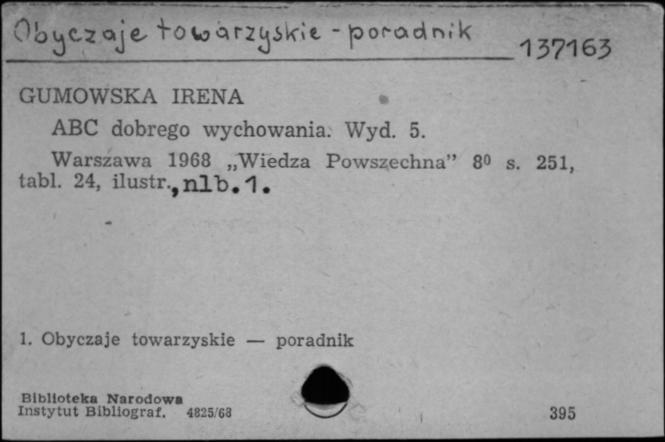 Obyczaje towarzyskie - poradnik
137163
GUMOWSKA IRENA
ABC dobrego wychowania. Wyd. 5.
Warszawa 1968 „Wiedza Powszechna” 8⁰ s. 251,
tabl. 24, ilustr., nlb. 1.
1. Obyczaje towarzyskie — poradnik
Biblioteka Narodowa
Instytut Bibliograf. 4825/68
395